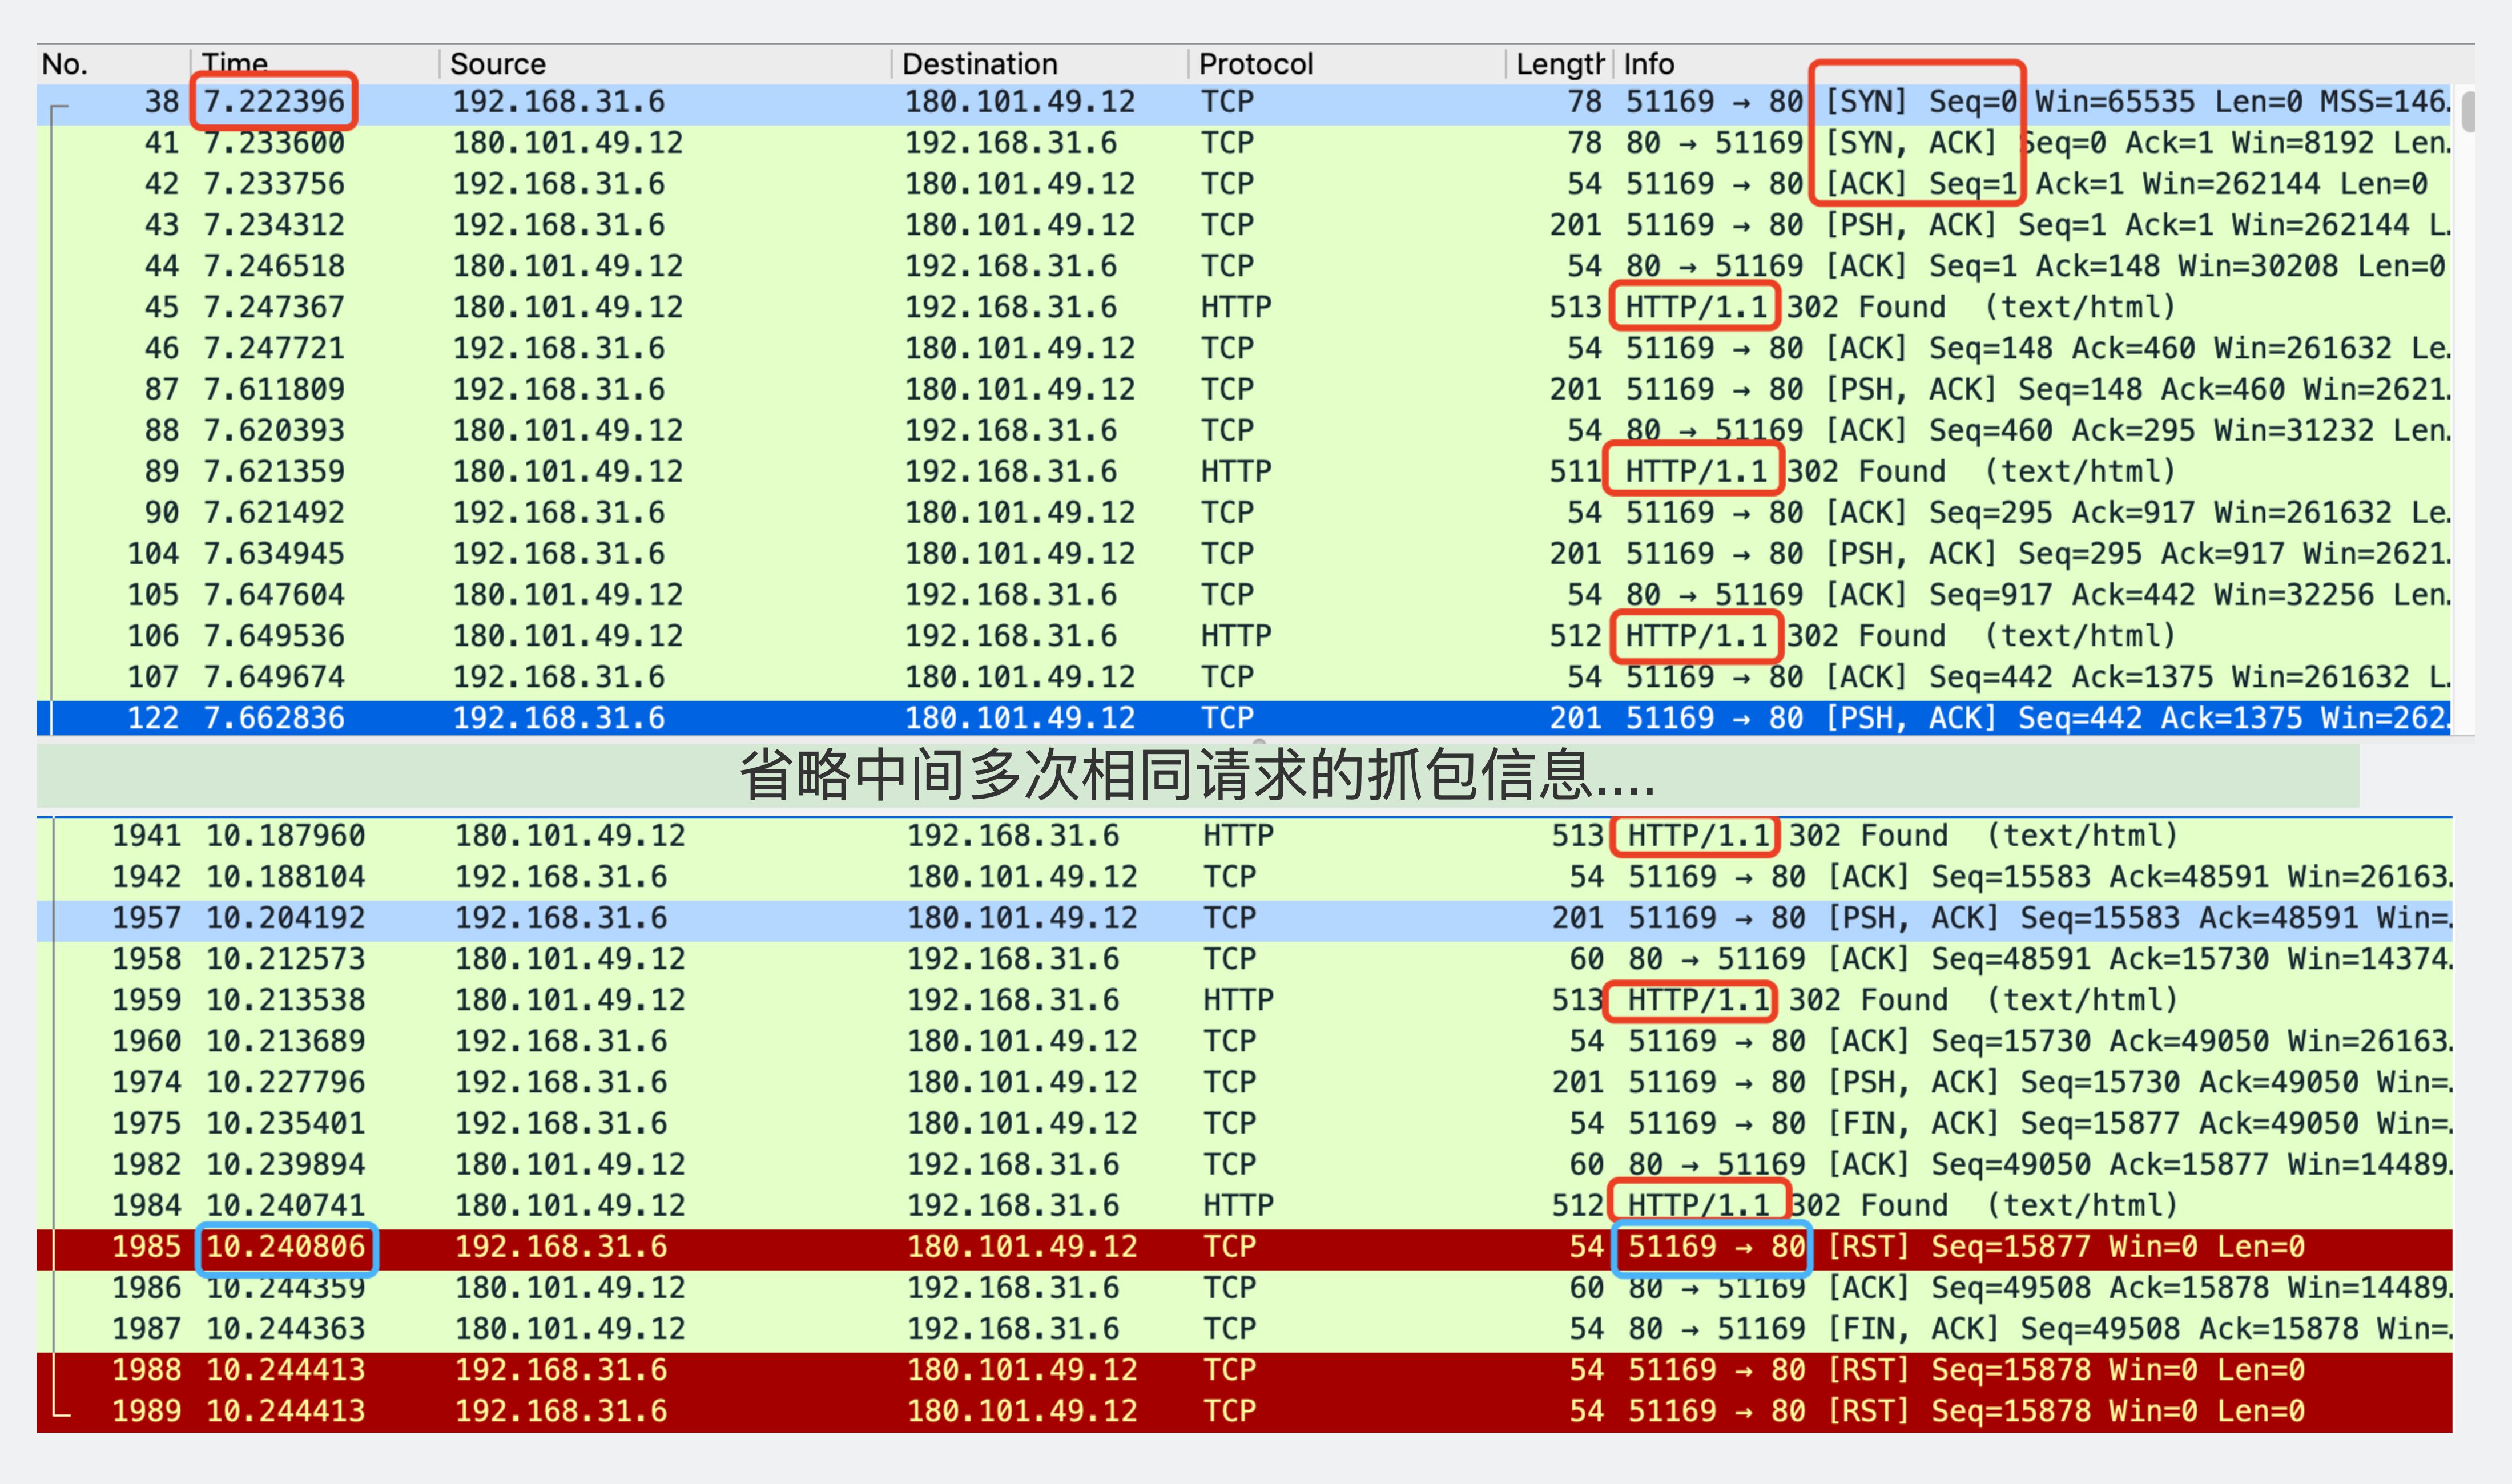 No. Time Source Destination Protocol Length Info
38 7.222396 192.168.31.6 180.101.49.12 TCP 78 51169 → 80 [SYN] Seq=0 Win=65535 Len=0 MSS=146…
41 7.233600 180.101.49.12 192.168.31.6 TCP 78 80 → 51169 [SYN, ACK] Seq=0 Ack=1 Win=8192 Len…
42 7.233756 192.168.31.6 180.101.49.12 TCP 54 51169 → 80 [ACK] Seq=1 Ack=1 Win=262144 Len=0
43 7.234312 192.168.31.6 180.101.49.12 TCP 201 51169 → 80 [PSH, ACK] Seq=1 Ack=1 Win=262144 L…
44 7.246518 180.101.49.12 192.168.31.6 TCP 54 80 → 51169 [ACK] Seq=1 Ack=148 Win=30208 Len=0
45 7.247367 180.101.49.12 192.168.31.6 HTTP 513 HTTP/1.1 302 Found (text/html)
46 7.247721 192.168.31.6 180.101.49.12 TCP 54 51169 → 80 [ACK] Seq=148 Ack=460 Win=261632 Le…
87 7.611809 192.168.31.6 180.101.49.12 TCP 201 51169 → 80 [PSH, ACK] Seq=148 Ack=460 Win=2621…
88 7.620393 180.101.49.12 192.168.31.6 TCP 54 80 → 51169 [ACK] Seq=460 Ack=295 Win=31232 Len…
89 7.621359 180.101.49.12 192.168.31.6 HTTP 511 HTTP/1.1 302 Found (text/html)
90 7.621492 192.168.31.6 180.101.49.12 TCP 54 51169 → 80 [ACK] Seq=295 Ack=917 Win=261632 Le…
104 7.634945 192.168.31.6 180.101.49.12 TCP 201 51169 → 80 [PSH, ACK] Seq=295 Ack=917 Win=2621…
105 7.647604 180.101.49.12 192.168.31.6 TCP 54 80 → 51169 [ACK] Seq=917 Ack=442 Win=32256 Len…
106 7.649536 180.101.49.12 192.168.31.6 HTTP 512 HTTP/1.1 302 Found (text/html)
107 7.649674 192.168.31.6 180.101.49.12 TCP 54 51169 → 80 [ACK] Seq=442 Ack=1375 Win=261632 L…
122 7.662836 192.168.31.6 180.101.49.12 TCP 201 51169 → 80 [PSH, ACK] Seq=442 Ack=1375 Win=262…
省略中间多次相同请求的抓包信息....
1941 10.187960 180.101.49.12 192.168.31.6 HTTP 513 HTTP/1.1 302 Found (text/html)
1942 10.188104 192.168.31.6 180.101.49.12 TCP 54 51169 → 80 [ACK] Seq=15583 Ack=48591 Win=26163…
1957 10.204192 192.168.31.6 180.101.49.12 TCP 201 51169 → 80 [PSH, ACK] Seq=15583 Ack=48591 Win=…
1958 10.212573 180.101.49.12 192.168.31.6 TCP 60 80 → 51169 [ACK] Seq=48591 Ack=15730 Win=14374…
1959 10.213538 180.101.49.12 192.168.31.6 HTTP 513 HTTP/1.1 302 Found (text/html)
1960 10.213689 192.168.31.6 180.101.49.12 TCP 54 51169 → 80 [ACK] Seq=15730 Ack=49050 Win=26163…
1974 10.227796 192.168.31.6 180.101.49.12 TCP 201 51169 → 80 [PSH, ACK] Seq=15730 Ack=49050 Win=…
1975 10.235401 192.168.31.6 180.101.49.12 TCP 54 51169 → 80 [FIN, ACK] Seq=15877 Ack=49050 Win=…
1982 10.239894 180.101.49.12 192.168.31.6 TCP 60 80 → 51169 [ACK] Seq=49050 Ack=15877 Win=14489…
1984 10.240741 180.101.49.12 192.168.31.6 HTTP 512 HTTP/1.1 302 Found (text/html)
1985 10.240806 192.168.31.6 180.101.49.12 TCP 54 51169 → 80 [RST] Seq=15877 Win=0 Len=0
1986 10.244359 180.101.49.12 192.168.31.6 TCP 60 80 → 51169 [ACK] Seq=49508 Ack=15878 Win=14489…
1987 10.244363 180.101.49.12 192.168.31.6 TCP 54 80 → 51169 [FIN, ACK] Seq=49508 Ack=15878 Win=…
1988 10.244413 192.168.31.6 180.101.49.12 TCP 54 51169 → 80 [RST] Seq=15878 Win=0 Len=0
1989 10.244413 192.168.31.6 180.101.49.12 TCP 54 51169 → 80 [RST] Seq=15878 Win=0 Len=0